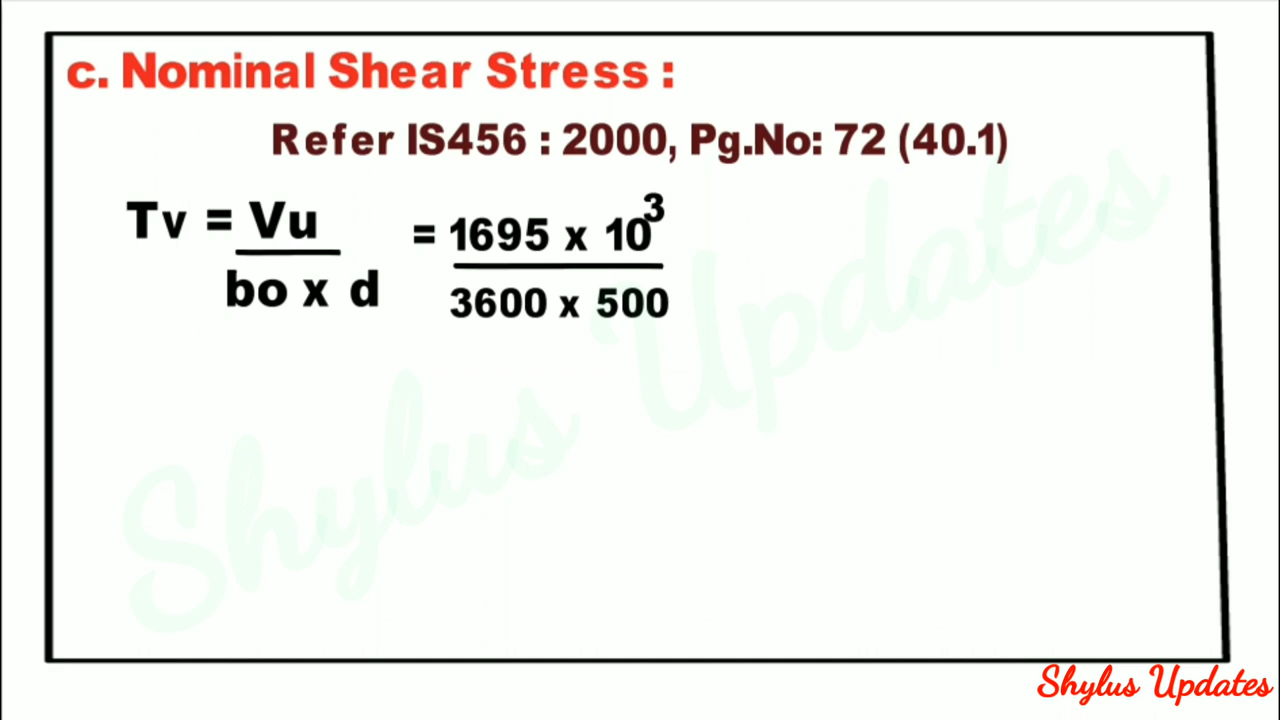 c. Nominal Shear Stress :
Refer IS456 : 2000, Pg.No: 72 (40.1)
Tv = Vu = 1695 x 10³
bo x d 3600 x 500
Shylus Updates
Shylus Updates